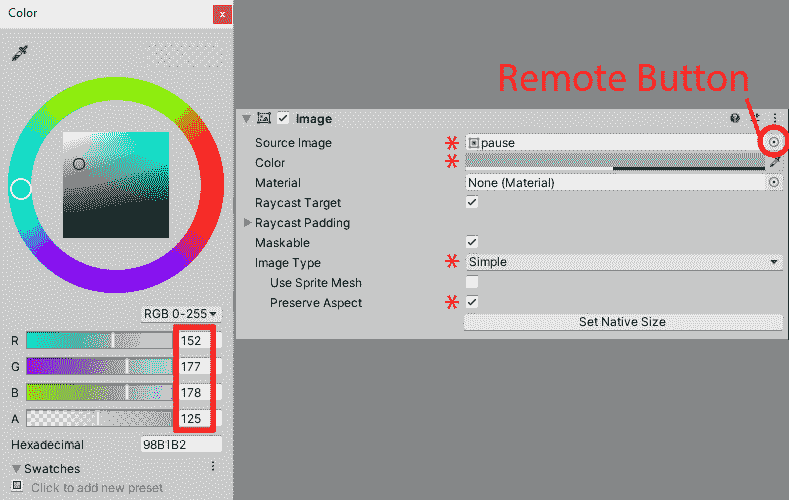 Color
x
Remote Button
Image
Source Image
pause
Color
Material
None (Material)
Raycast Target
Raycast Padding
Maskable
Image Type
Simple
Use Sprite Mesh
Preserve Aspect
Set Native Size
RGB 0-255
R 152
G 177
B 178
A 125
Hexadecimal 98B1B2
Swatches
Click to add new preset